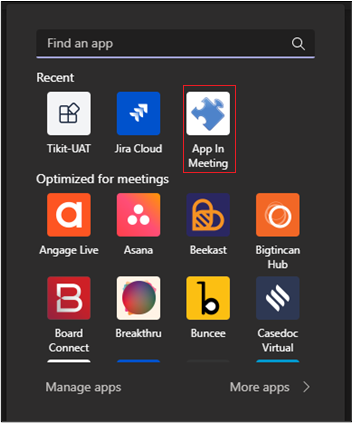 Find an app
Recent
Tikit-UAT
Jira Cloud
App In
Meeting
Optimized for meetings
Angage Live
Asana
Beekast
Bigtincan
Hub
Board
Connect
Breakthru
Buncee
Casedoc
Virtual
Manage apps
More apps